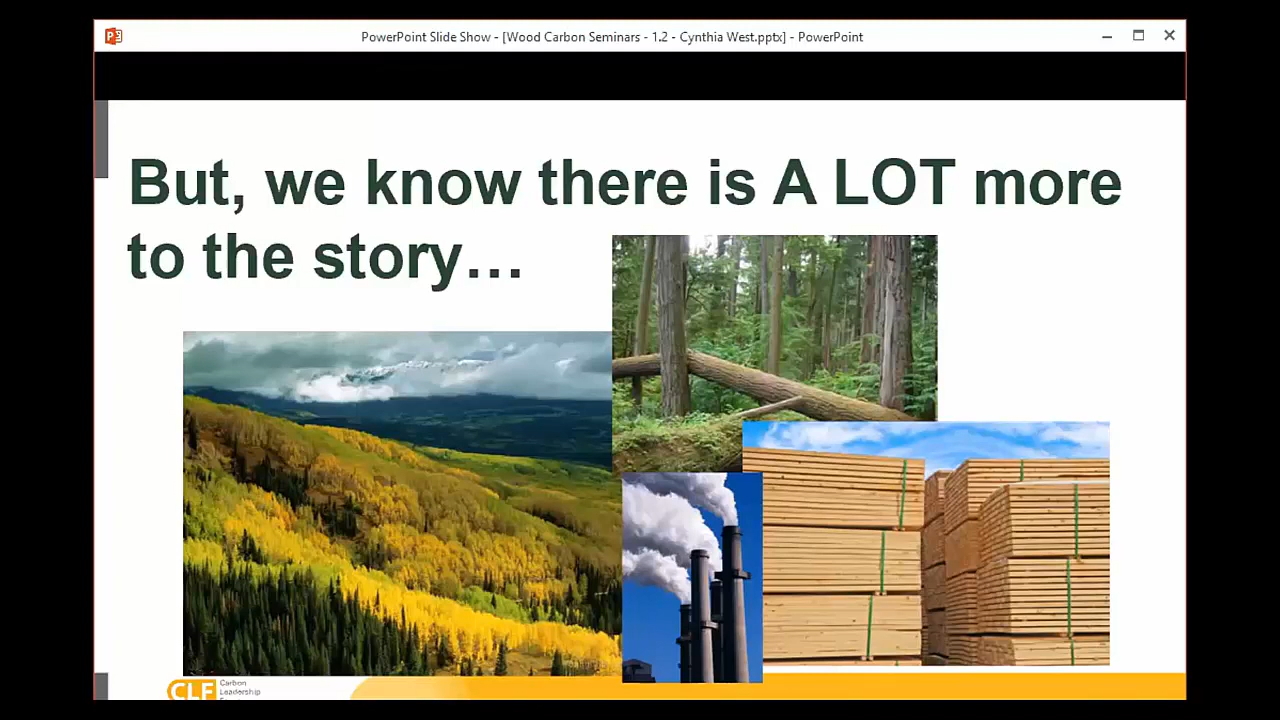 PowerPoint Slide Show - [Wood Carbon Seminars - 1.2 - Cynthia West.pptx] - PowerPoint
But, we know there is A LOT more
to the story…
CLF
Carbon
Leadership